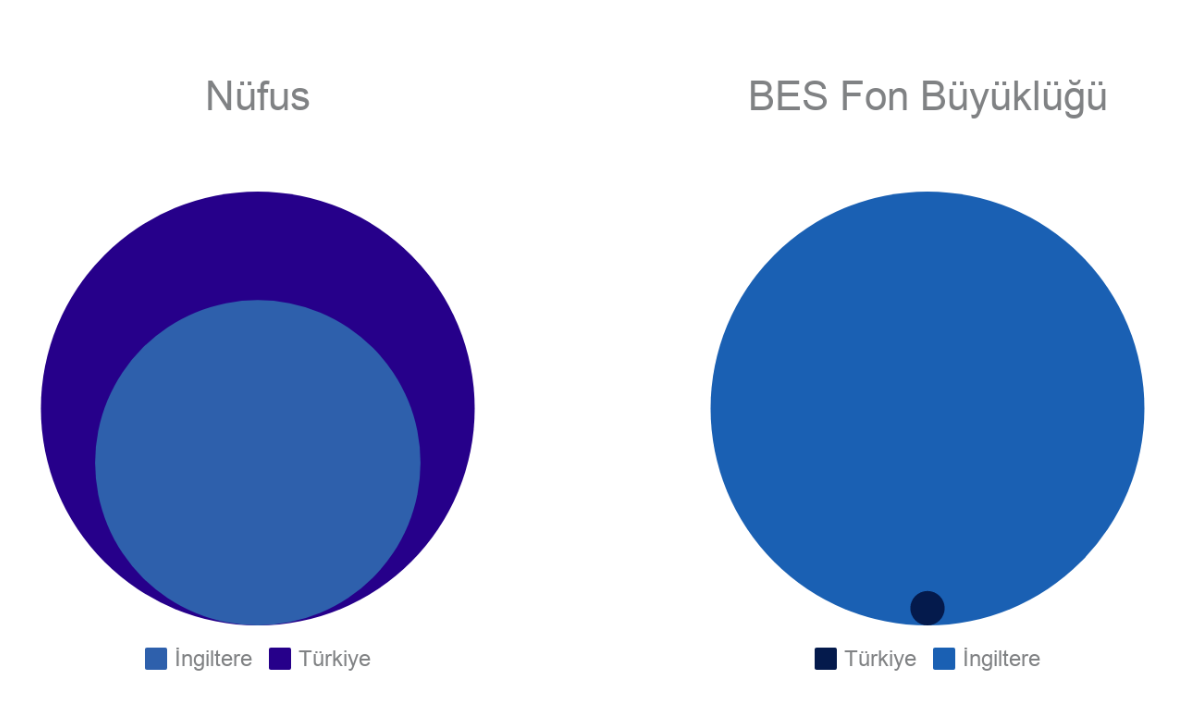 Nüfus
BES Fon Büyüklüğü
İngiltere
Türkiye
Türkiye
İngiltere